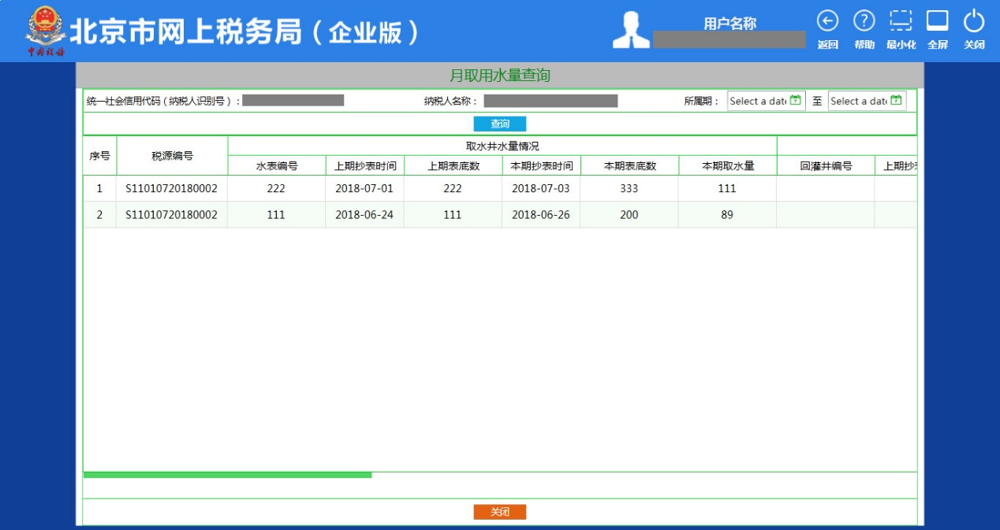 北京市网上税务局（企业版）
中国税务
用户名称
返回 帮助 最小化 全屏 关闭
月取用水量查询
统一社会信用代码（纳税人识别号）： 纳税人名称： 所属期： Select a dat 至 Select a dat
查询
序号 税源编号 取水井水量情况
水表编号 上期抄表时间 上期表底数 本期抄表时间 本期表底数 本期取水量 回灌井编号 上期抄
1 S11010720180002 222 2018-07-01 222 2018-07-03 333 111
2 S11010720180002 111 2018-06-24 111 2018-06-26 200 89
关闭